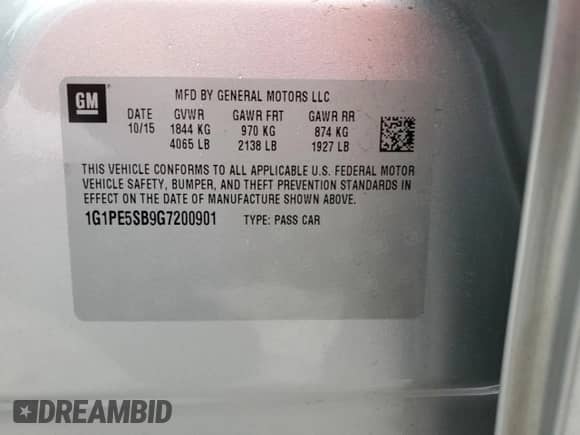 GM
MFD BY GENERAL MOTORS LLC
DATE GVWR GAWR FRT GAWR RR
10/15 1844 KG 970 KG 874 KG
4065 LB 2138 LB 1927 LB
THIS VEHICLE CONFORMS TO ALL APPLICABLE U.S. FEDERAL MOTOR
VEHICLE SAFETY, BUMPER, AND THEFT PREVENTION STANDARDS IN
EFFECT ON THE DATE OF MANUFACTURE SHOWN ABOVE.
1G1PE5SB9G7200901 TYPE: PASS CAR
DREAMBID